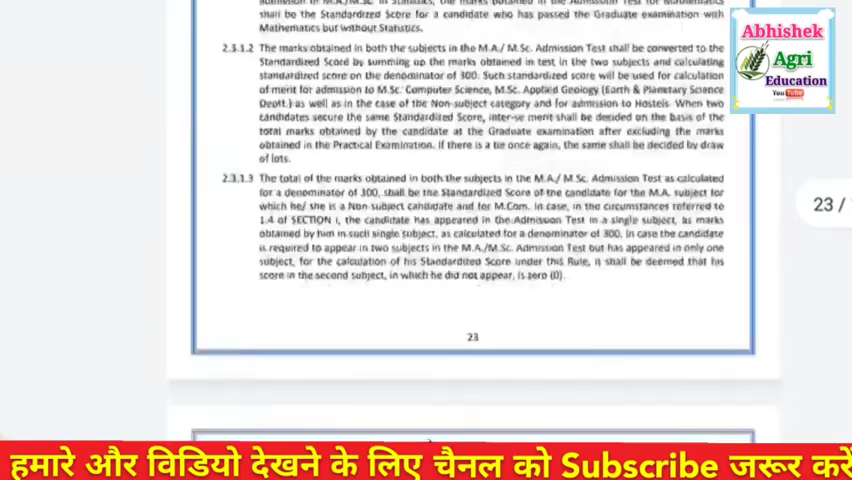 shall be the Standardized Score for a candidate who has passed the Graduate examination with
Mathematics but without Statistics.
2.3.1.2 The marks obtained in both the subjects in the M.A./ M.Sc. Admission Test shall be converted to the
Standardized Score by summing up the marks obtained in test in the two subjects and calculating
standardized score on the denominator of 300. Such standardized score will be used for calculation
of merit for admission to M.Sc. Computer Science, M.Sc. Applied Geology (Earth & Planetary Science
Deptt.) as well as in the case of the Non-subject category and for admission to Hostels. When two
candidates secure the same Standardized Score, inter-se merit shall be decided on the basis of the
total marks obtained by the candidate at the Graduate examination after excluding the marks
obtained in the Practical Examination. If there is a tie once again, the same shall be decided by draw
of lots.
2.3.1.3 The total of the marks obtained in both the subjects in the M.A./ M.Sc. Admission Test as calculated
for a denominator of 300, shall be the Standardized Score of the candidate for the M.A. subject for
which he/ she is a Non-subject candidate and for M.Com. In case, in the circumstances referred to
1.4 of SECTION I, the candidate has appeared in the Admission Test in a single subject, as marks
obtained by him in such single subject, as calculated for a denominator of 300. In case the candidate
is required to appear in two subjects in the M.A./M.Sc. Admission Test but has appeared in only one
subject, for the calculation of his Standardized Score under this Rule, it shall be deemed that his
score in the second subject, in which he did not appear, is zero (0).
23
23 /
Abhishek
Agri
Education
You Tube
हमारे और विडियो देखने के लिए चैनल को Subscribe जरूर करें